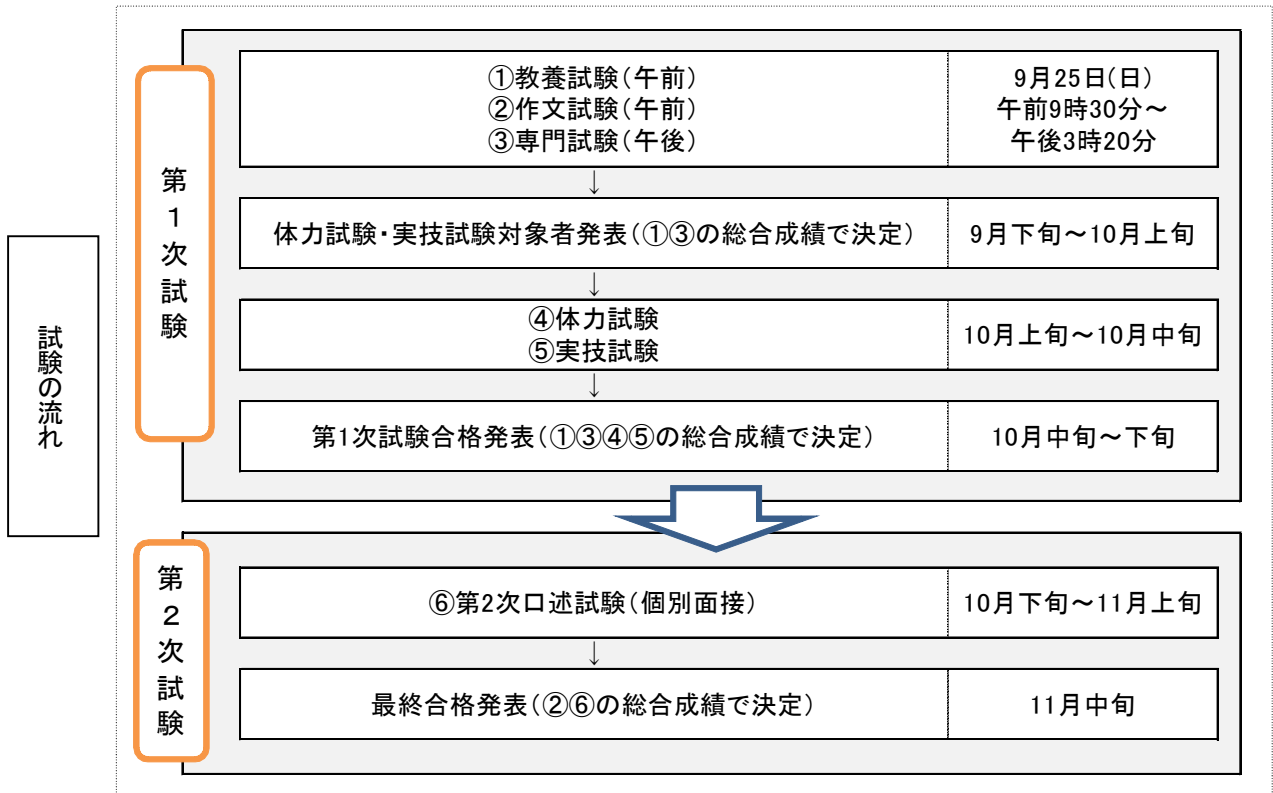 試験の流れ
第1次試験
①教養試験(午前)
②作文試験(午前)
③専門試験(午後)
9月25日(日)
午前9時30分～
午後3時20分
↓
体力試験・実技試験対象者発表(①③の総合成績で決定)
9月下旬～10月上旬
↓
④体力試験
⑤実技試験
10月上旬～10月中旬
↓
第1次試験合格発表(①③④⑤の総合成績で決定)
10月中旬～下旬
第2次試験
⑥第2次口述試験(個別面接)
10月下旬～11月上旬
↓
最終合格発表(②⑥の総合成績で決定)
11月中旬